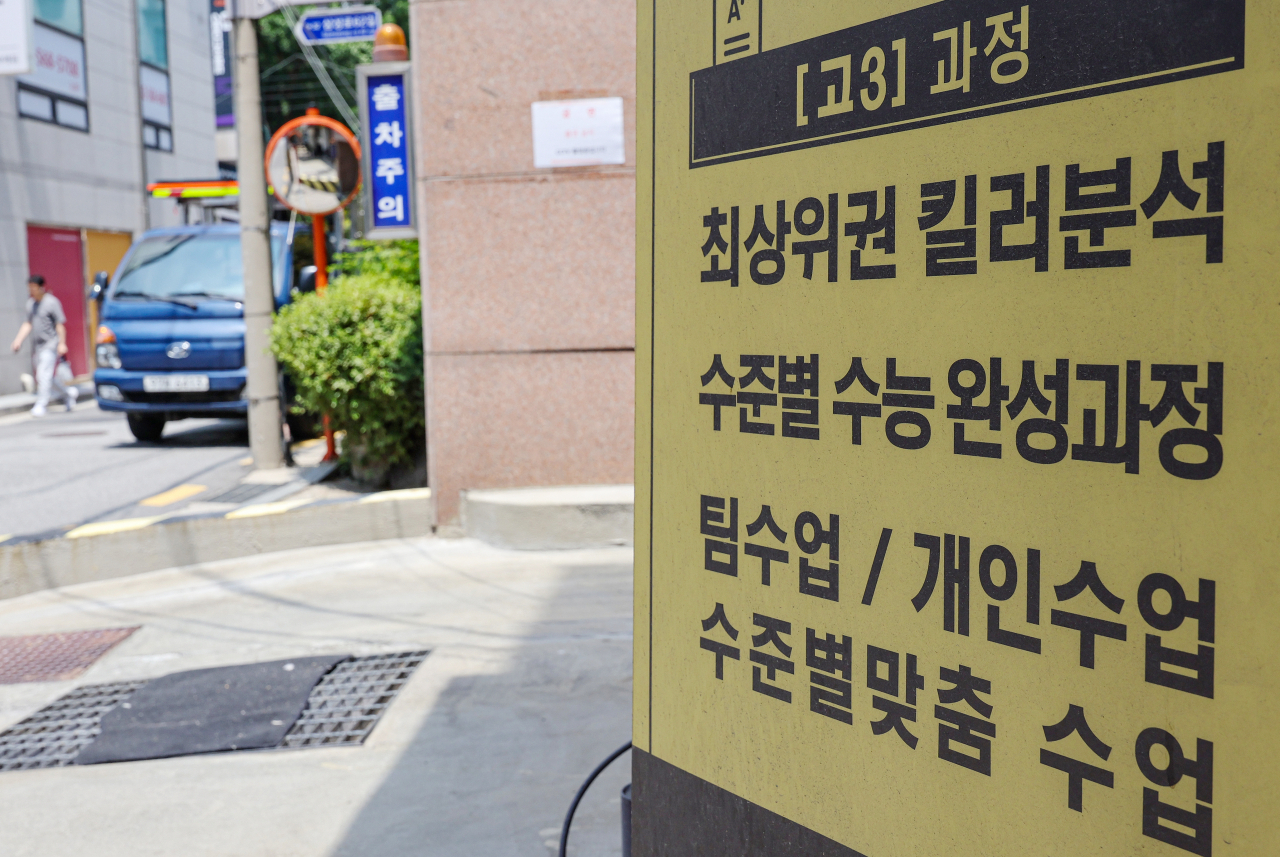 출차주의
[고3] 과정
최상위권 킬러분석
수준별 수능 완성과정
팀수업 / 개인수업
수준별맞춤 수업